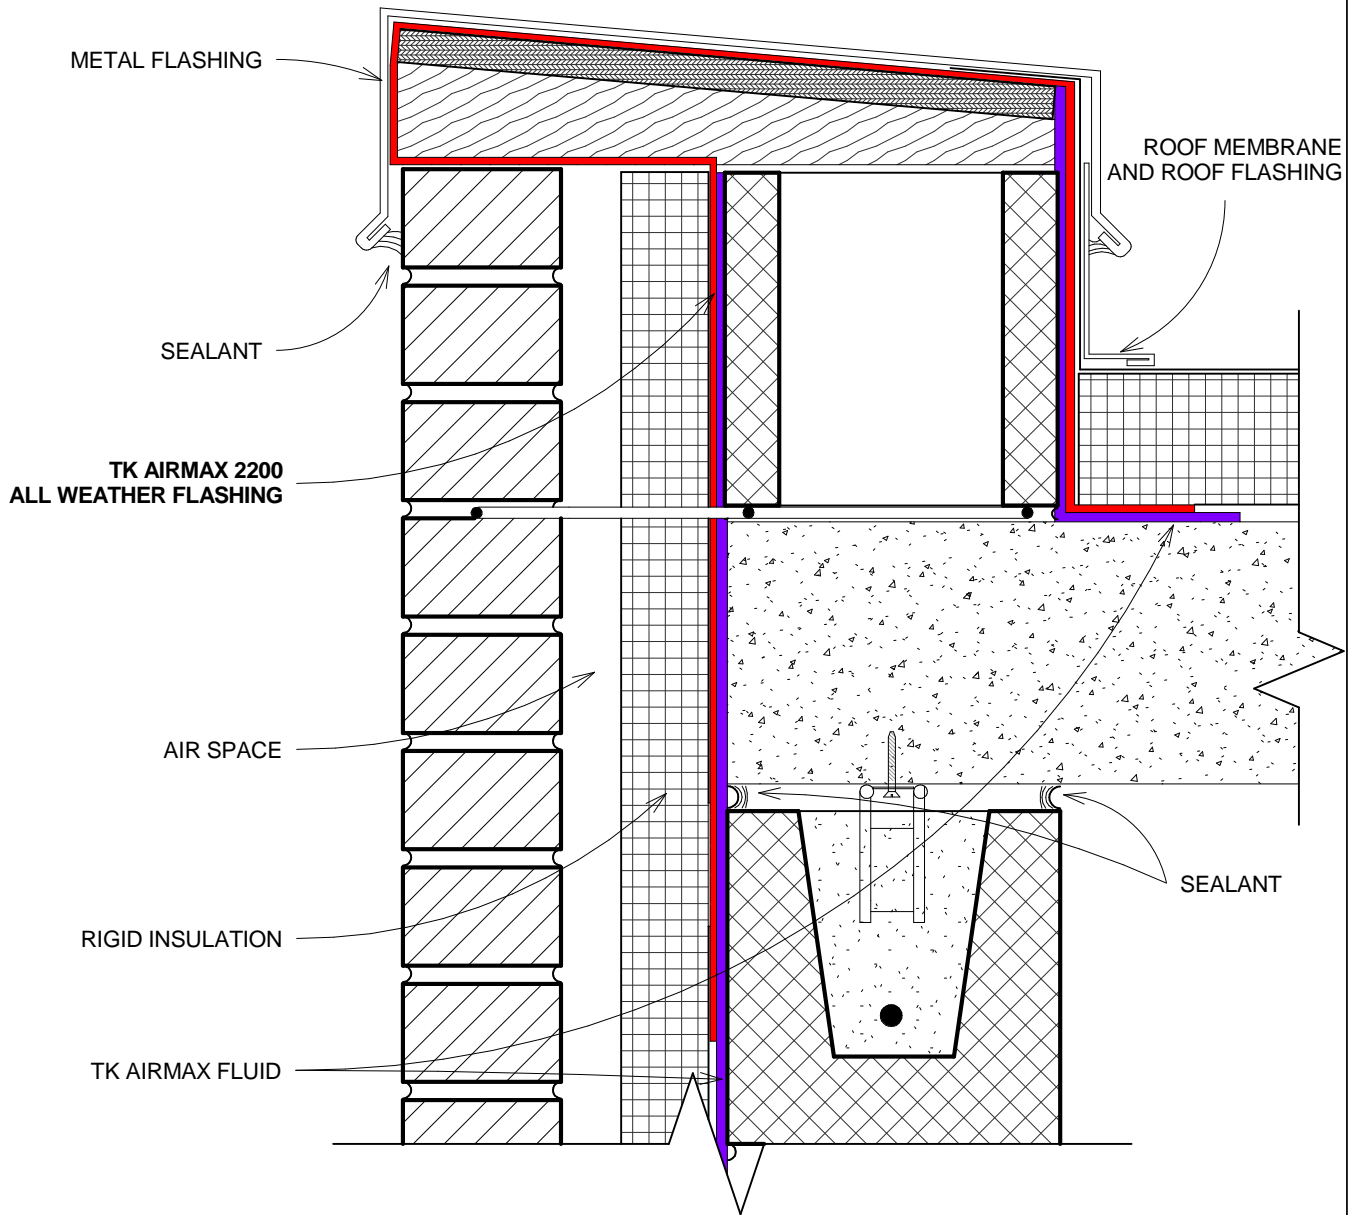 METAL FLASHING
ROOF MEMBRANE
AND ROOF FLASHING
SEALANT
TK AIRMAX 2200
ALL WEATHER FLASHING
AIR SPACE
SEALANT
RIGID INSULATION
TK AIRMAX FLUID